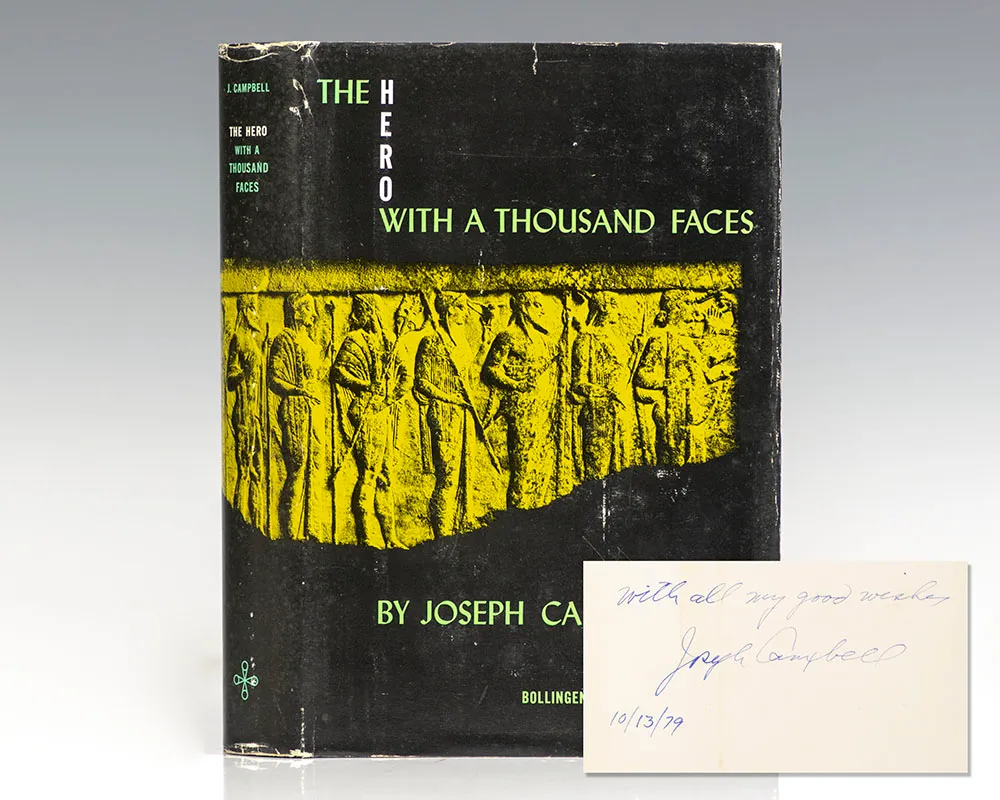 J. CAMPBELL
THE HERO
WITH A
THOUSAND
FACES
THE HERO
WITH A THOUSAND FACES
BY JOSEPH CA
BOLLINGEN
with all my good wishes
Joseph Campbell
10/13/79